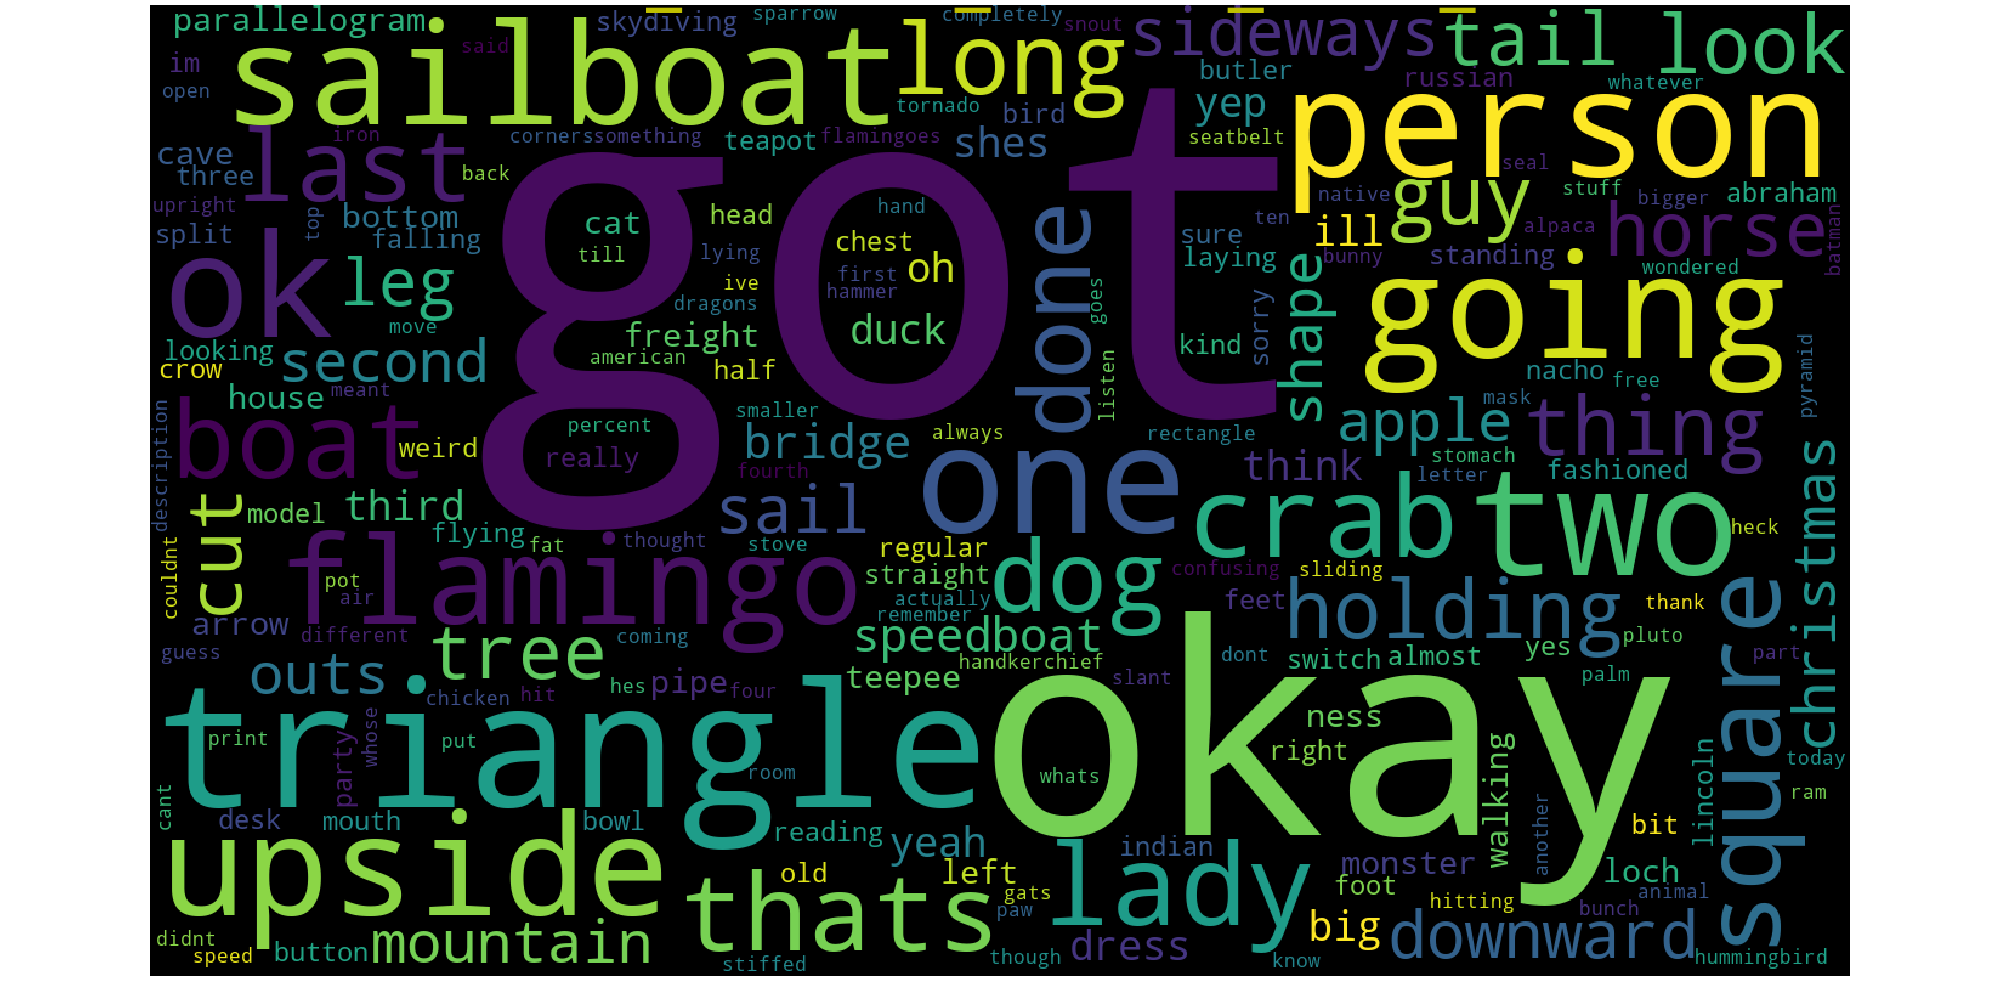 parallelogram
skydiving
sparrow
completely
snout
sideways
tail
look
said
sailboat
long
im
open
butler
russian
whatever
tornado
bird
yep
person
iron
cornerssomething
teapot
flamingoes
shes
seatbelt
last
cave
three
back
got
seal
guy
stuff
native
bigger
abraham
upright
top
bottom
cat
head
hand
done
ten
alpaca
horse
batman
split
falling
till
lying
chest
oh
sure
ill
standing
ok
leg
ive
first
hammer
dragons
goes
laying
shape
bunny
wondered
going
move
freight
duck
sorry
looking
second
american
half
kind
crow
house
meant
listen
nacho
free
pyramid
mask
boat
weird
percent
smaller
bridge
always
rectangle
apple
thing
description
really
fourth
one
think
stomach
letter
fashioned
christmas
cut
model
third
sail
crab
two
flying
fat
thought
stove
regular
heck
couldnt
flamingo
pot
air
straight
dog
confusing
sliding
actually
remember
feet
holding
thank
square
arrow
different
tree
coming
speedboat
pluto
guess
outs
handkerchief
dont
switch
almost
yes
part
chicken
hit
hes
pipe
four
teepee
slant
palm
triangle
okay
ness
print
whose
party
put
room
whats
right
walking
lincoln
today
cant
desk
mouth
bowl
reading
yeah
indian
another
bit
ram
upside
thats
old
left
gats
lady
monster
foot
loch
animal
hitting
bunch
paw
big
downward
didnt
speed
button
mountain
stiffed
though
dress
know
hummingbird